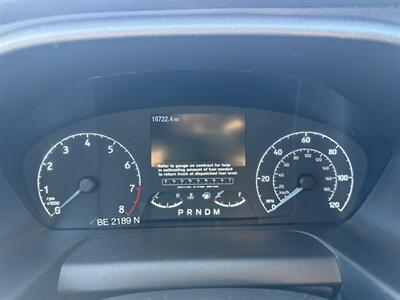 18722.4 mi
Refer to gauge on contract for help
in estimating amount of fuel needed
to return truck at dispatched fuel level.
1 2 3 4 5 6 7 8
rpm
x1000
20 40 60 80 100 120
MPH
P R N D M
BE 2189 N